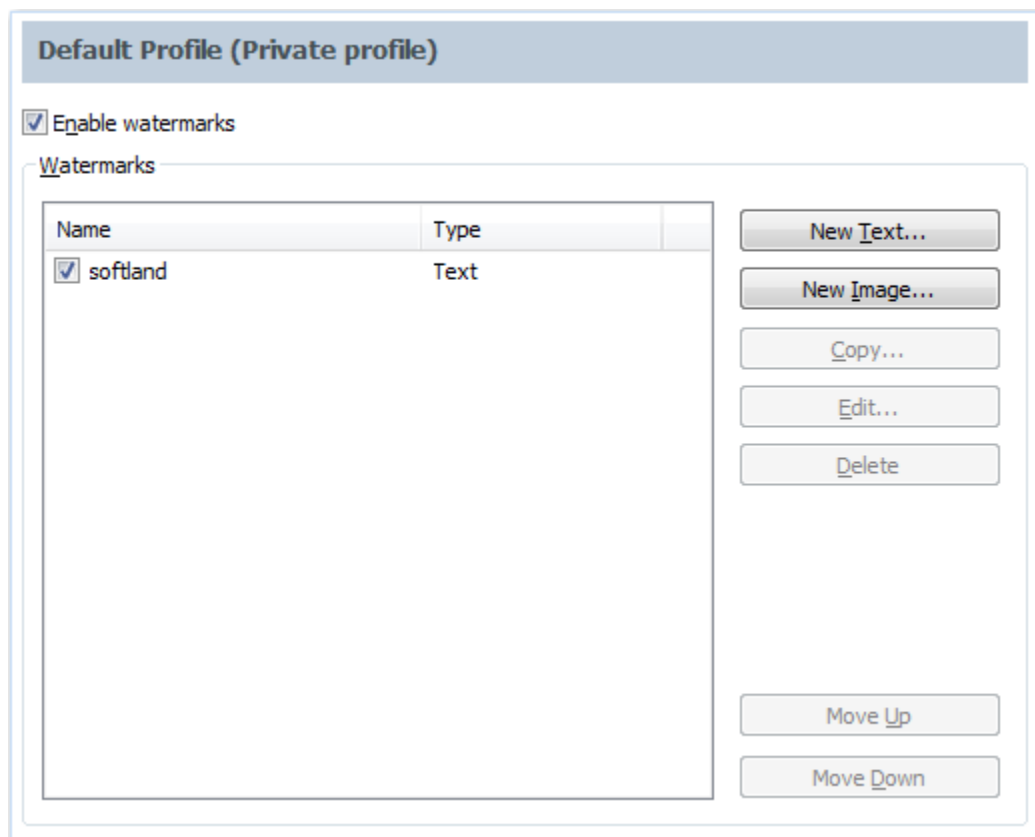 Default Profile (Private profile)
Enable watermarks
Watermarks
Name Type
softland Text
New Text...
New Image...
Copy...
Edit...
Delete
Move Up
Move Down